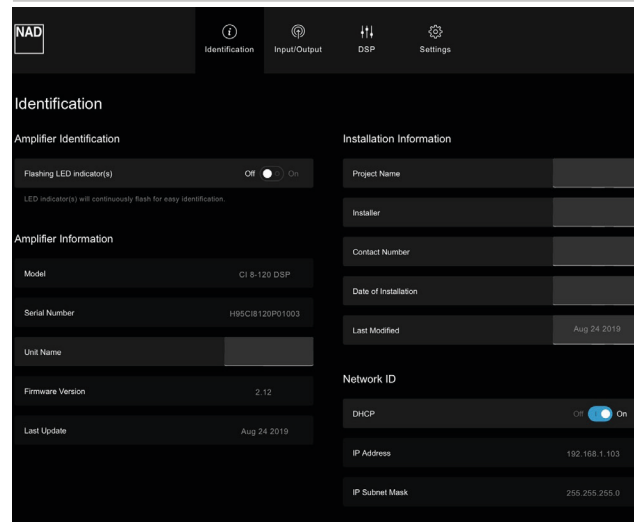 NAD
Identification
Input/Output
DSP
Settings
Identification
Amplifier Identification
Flashing LED indicator(s) Off On
LED indicator(s) will continuously flash for easy identification.
Amplifier Information
Model CI 8-120 DSP
Serial Number H95CI8120P01003
Unit Name
Firmware Version 2.12
Last Update Aug 24 2019
Installation Information
Project Name
Installer
Contact Number
Date of Installation
Last Modified Aug 24 2019
Network ID
DHCP Off On
IP Address 192.168.1.103
IP Subnet Mask 255.255.255.0